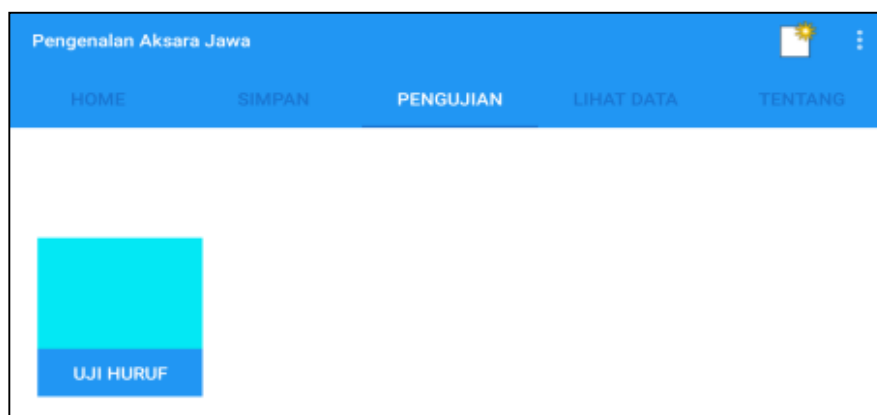 Pengenalan Aksara Jawa
HOME SIMPAN PENGUJIAN LIHAT DATA TENTANG
UJI HURUF